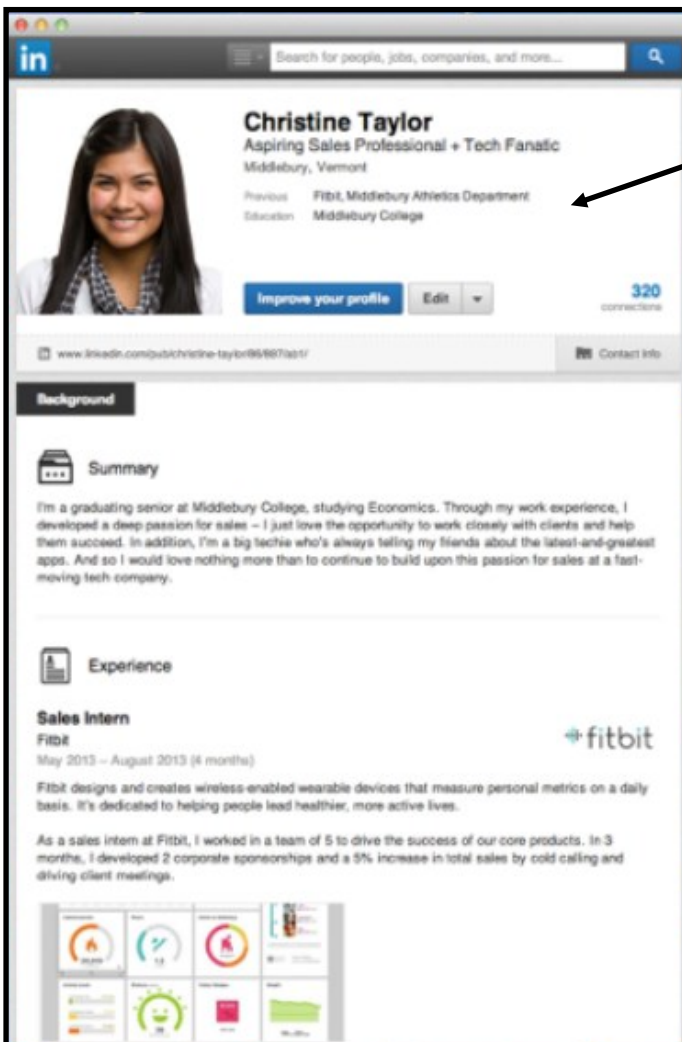 in
Search for people, jobs, companies, and more...
Christine Taylor
Aspiring Sales Professional + Tech Fanatic
Middlebury, Vermont
Previous Fitbit, Middlebury Athletics Department
Education Middlebury College
Improve your profile Edit
320
connections
www.linkedin.com/pub/christine-taylor/86/897/ab1/ Contact Info
Background
Summary
I'm a graduating senior at Middlebury College, studying Economics. Through my work experience, I
developed a deep passion for sales – I just love the opportunity to work closely with clients and help
them succeed. In addition, I'm a big techie who's always telling my friends about the latest-and-greatest
apps. And so I would love nothing more than to continue to build upon this passion for sales at a fast-
moving tech company.
Experience
Sales Intern
Fitbit
fitbit
May 2013 – August 2013 (4 months)
Fitbit designs and creates wireless-enabled wearable devices that measure personal metrics on a daily
basis. It's dedicated to helping people lead healthier, more active lives.
As a sales intern at Fitbit, I worked in a team of 5 to drive the success of our core products. In 3
months, I developed 2 corporate sponsorships and a 5% increase in total sales by cold calling and
driving client meetings.